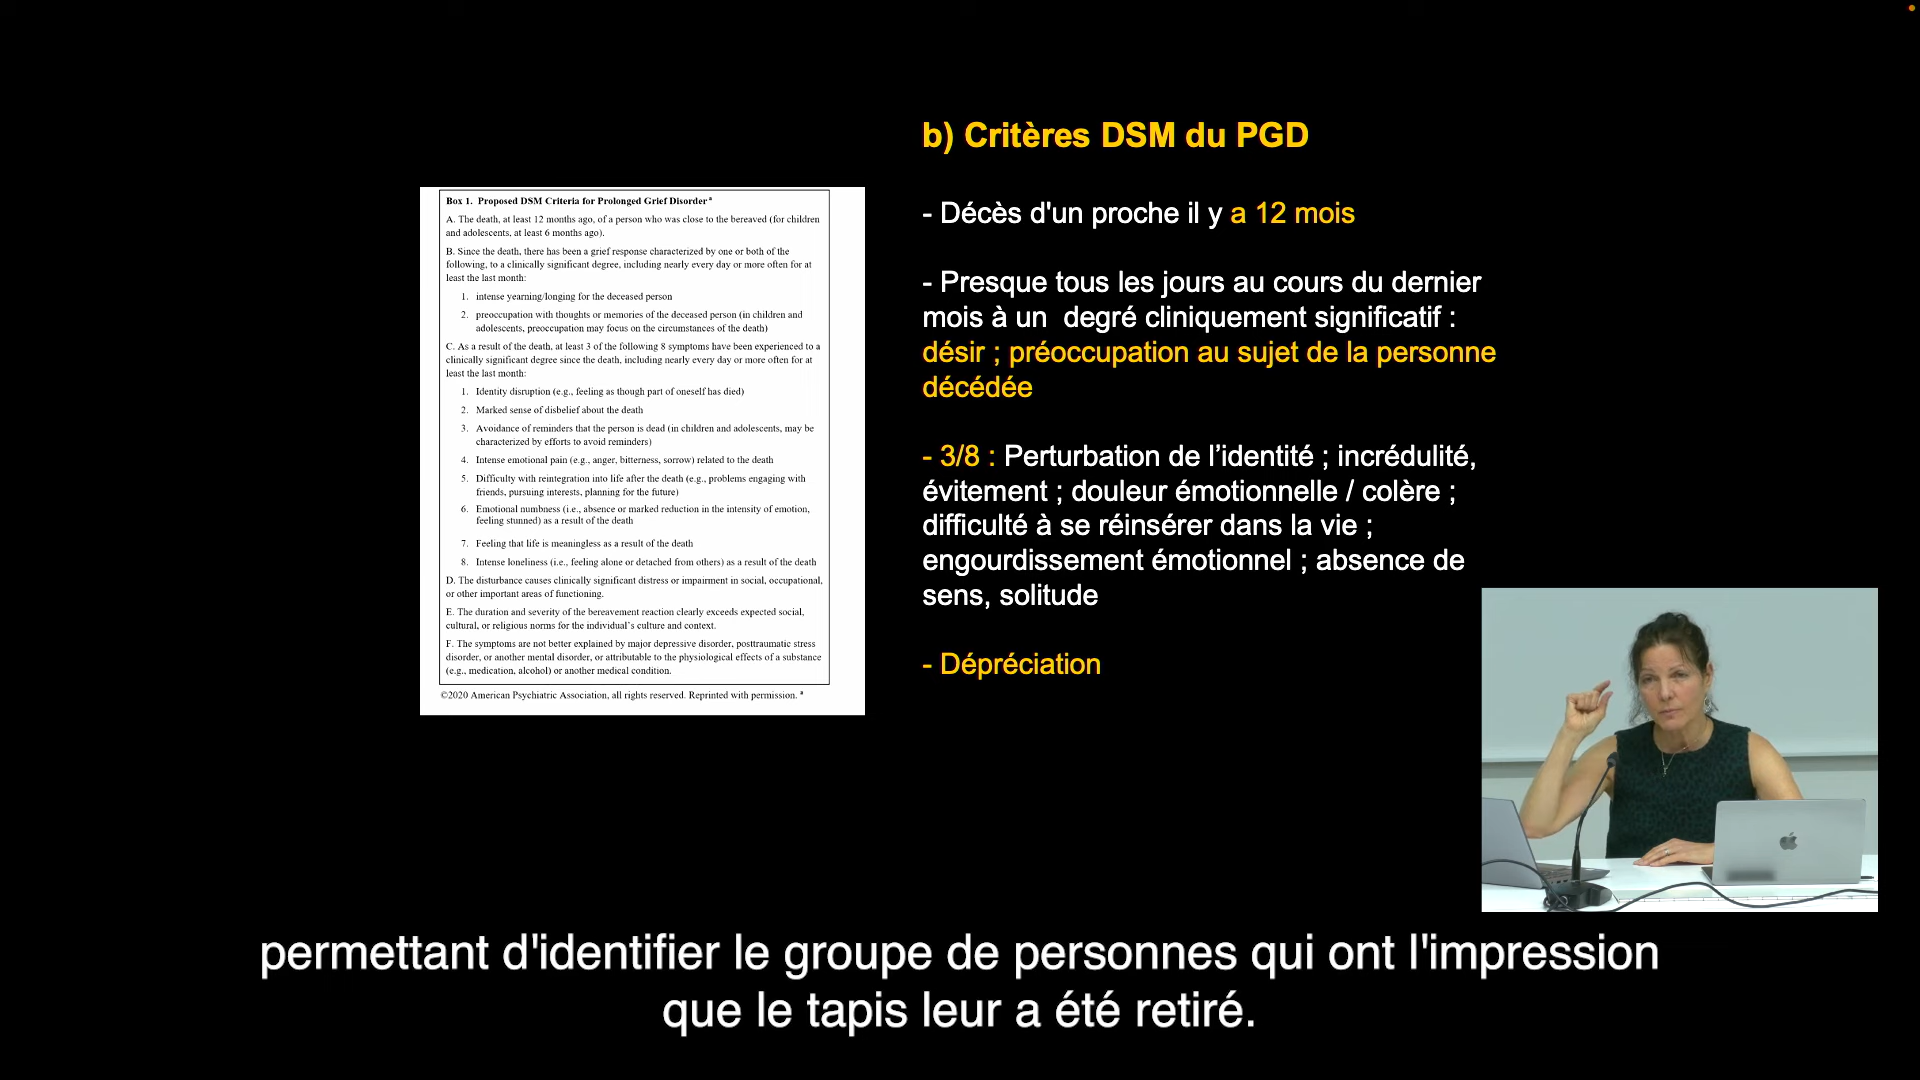 b) Critères DSM du PGD
- Décès d'un proche il y a 12 mois
- Presque tous les jours au cours du dernier
mois à un degré cliniquement significatif :
désir ; préoccupation au sujet de la personne
décédée
- 3/8 : Perturbation de l’identité ; incrédulité,
évitement ; douleur émotionnelle / colère ;
difficulté à se réinsérer dans la vie ;
engourdissement émotionnel ; absence de
sens, solitude
- Dépréciation
Box 1. Proposed DSM Criteria for Prolonged Grief Disorder a
A. The death, at least 12 months ago, of a person who was close to the bereaved (for children
and adolescents, at least 6 months ago).
B. Since the death, there has been a grief response characterized by one or both of the
following, to a clinically significant degree, including nearly every day or more often for at
least the last month:
1. intense yearning/longing for the deceased person
2. preoccupation with thoughts or memories of the deceased person (in children and
adolescents, preoccupation may focus on the circumstances of the death)
C. As a result of the death, at least 3 of the following 8 symptoms have been experienced to a
clinically significant degree since the death, including nearly every day or more often for at
least the last month:
1. Identity disruption (e.g., feeling as though part of oneself has died)
2. Marked sense of disbelief about the death
3. Avoidance of reminders that the person is dead (in children and adolescents, may be
characterized by efforts to avoid reminders)
4. Intense emotional pain (e.g., anger, bitterness, sorrow) related to the death
5. Difficulty with reintegration into life after the death (e.g., problems engaging with
friends, pursuing interests, planning for the future)
6. Emotional numbness (i.e., absence or marked reduction in the intensity of emotion,
feeling stunned) as a result of the death
7. Feeling that life is meaningless as a result of the death
8. Intense loneliness (i.e., feeling alone or detached from others) as a result of the death
D. The disturbance causes clinically significant distress or impairment in social, occupational,
or other important areas of functioning.
E. The duration and severity of the bereavement reaction clearly exceeds expected social,
cultural, or religious norms for the individual’s culture and context.
F. The symptoms are not better explained by major depressive disorder, posttraumatic stress
disorder, or another mental disorder, or attributable to the physiological effects of a substance
(e.g., medication, alcohol) or another medical condition.
©2020 American Psychiatric Association, all rights reserved. Reprinted with permission. a
permettant d'identifier le groupe de personnes qui ont l'impression
que le tapis leur a été retiré.